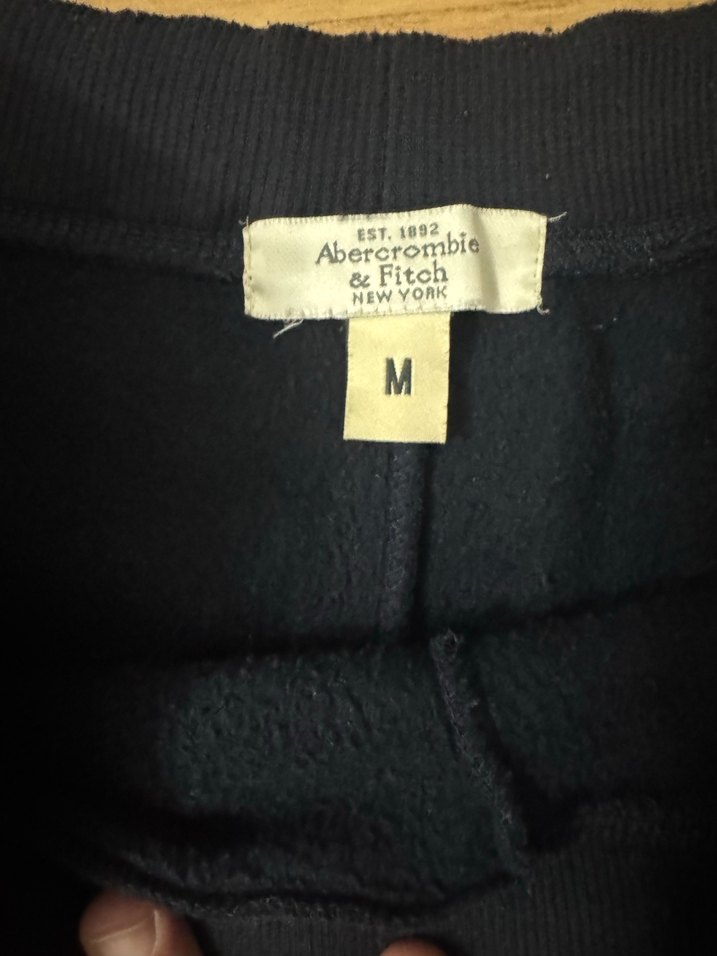 EST. 1892
Abercrombie
& Fitch
NEW YORK
M